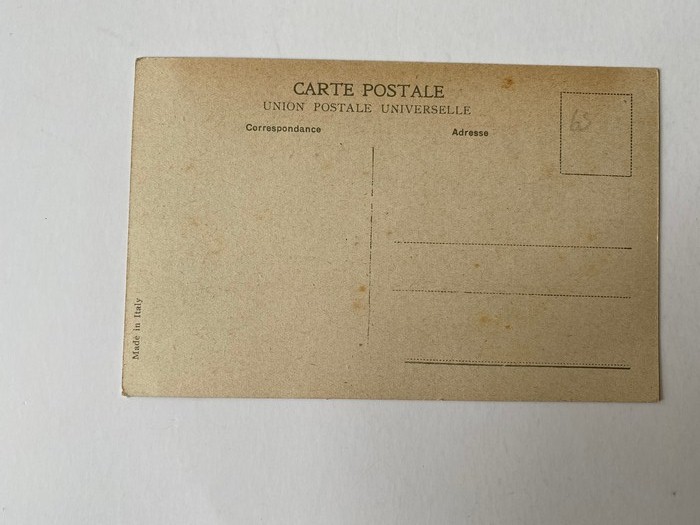 CARTE POSTALE
UNION POSTALE UNIVERSELLE
Correspondance
Adresse
65
Made in Italy